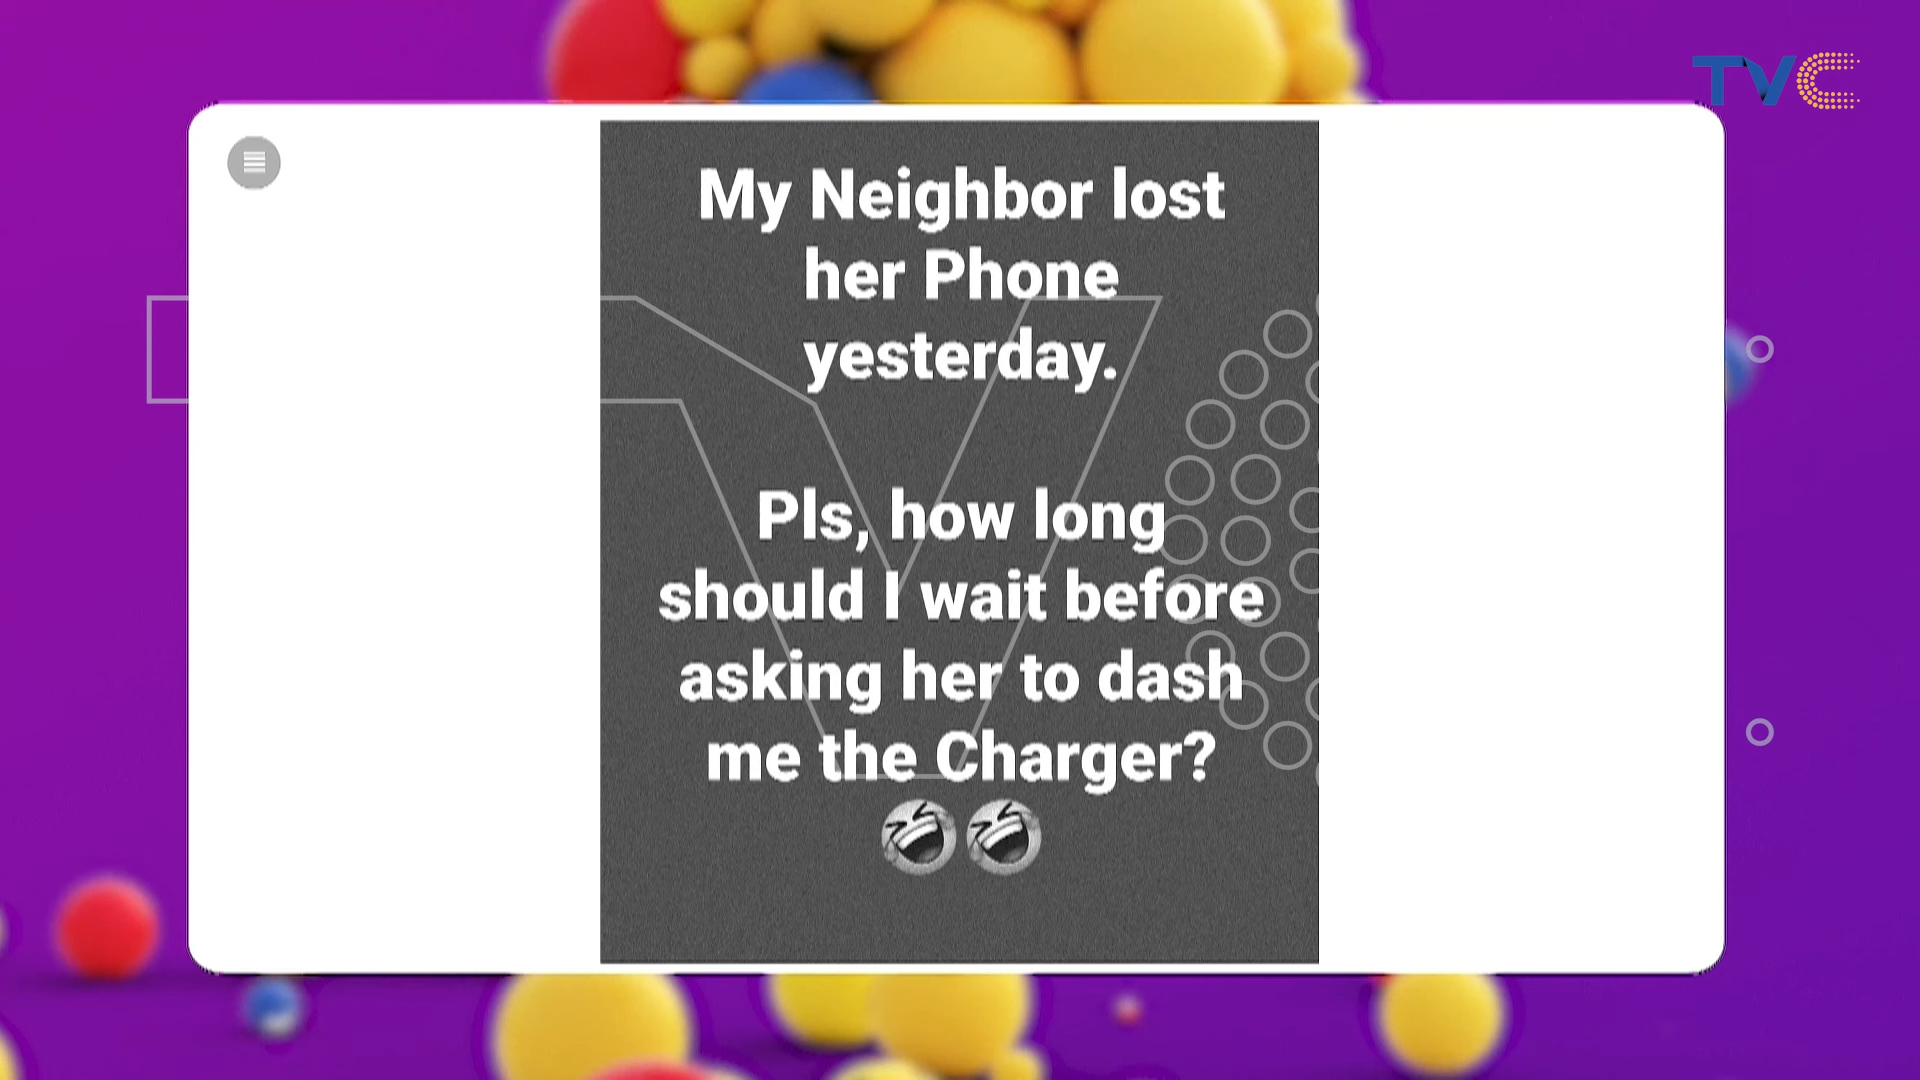 TVC
My Neighbor lost
her Phone
yesterday.
Pls, how long
should I wait before
asking her to dash
me the Charger?
🤣🤣